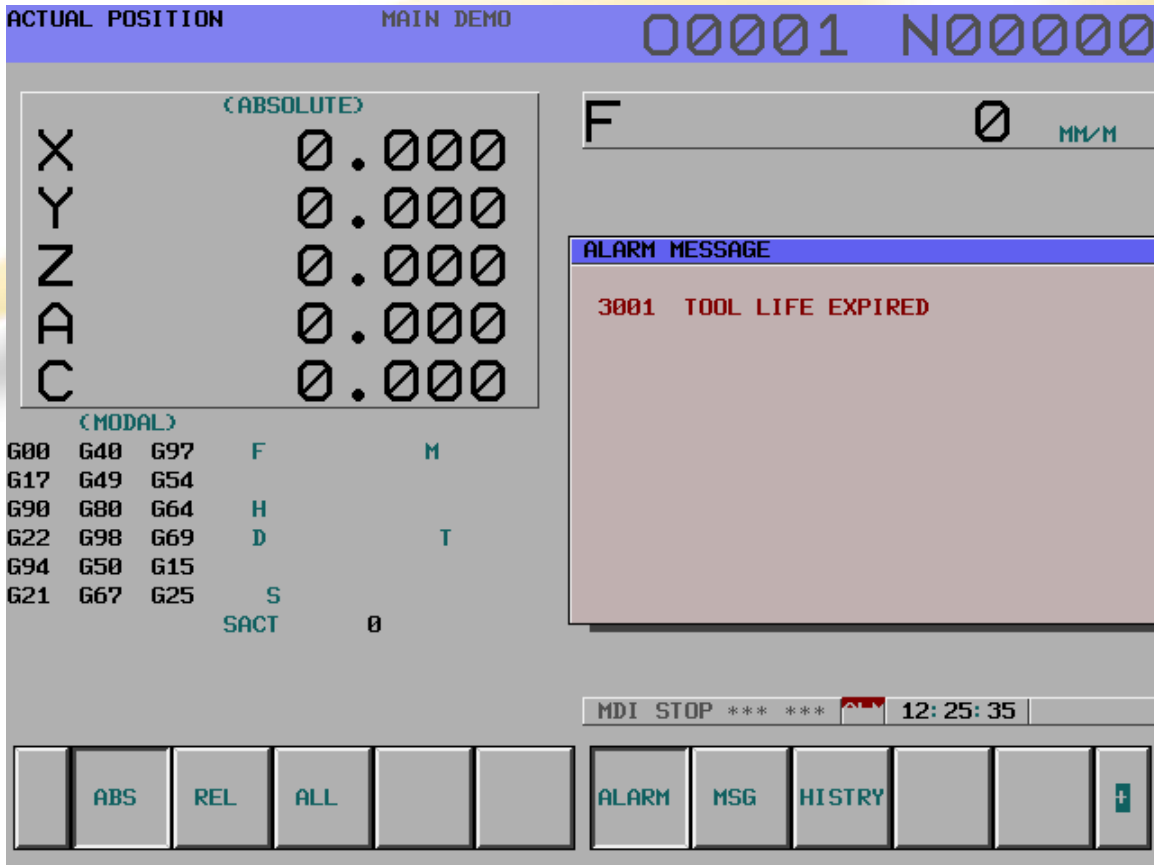 ACTUAL POSITION MAIN DEMO O0001 N00000
(ABSOLUTE)
X 0.000
Y 0.000
Z 0.000
A 0.000
C 0.000
F 0 MM/M
ALARM MESSAGE
3001 TOOL LIFE EXPIRED
(MODAL)
G00 G40 G97 F M
G17 G49 G54
G90 G80 G64 H
G22 G98 G69 D T
G94 G50 G15
G21 G67 G25 S
SACT 0
MDI STOP *** *** 12:25:35
ABS REL ALL ALARM MSG HISTRY +